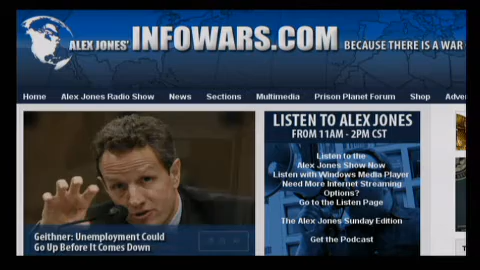 ALEX JONES' INFOWARS.COM BECAUSE THERE IS A WAR
Home Alex Jones Radio Show News Sections Multimedia Prison Planet Forum Shop Adver
LISTEN TO ALEX JONES
FROM 11AM - 2PM CST
Listen to the
Alex Jones Show Now
Listen with Windows Media Player
Need More Internet Streaming
Options?
Go to the Listen Page
The Alex Jones Sunday Edition
Get the Podcast
Geithner: Unemployment Could
Go Up Before It Comes Down